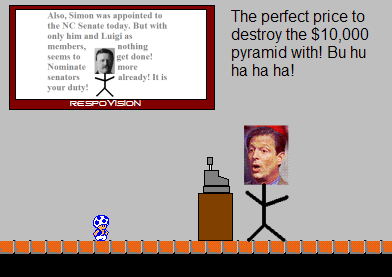 Also, Simon was appointed to
the NC Senate today. But with
only him and Luigi as
members, nothing
seems to get done!
Nominate more
senators already! It is
your duty!
RESPOVISION
The perfect price to
destroy the $10,000
pyramid with! Bu hu
ha ha ha!